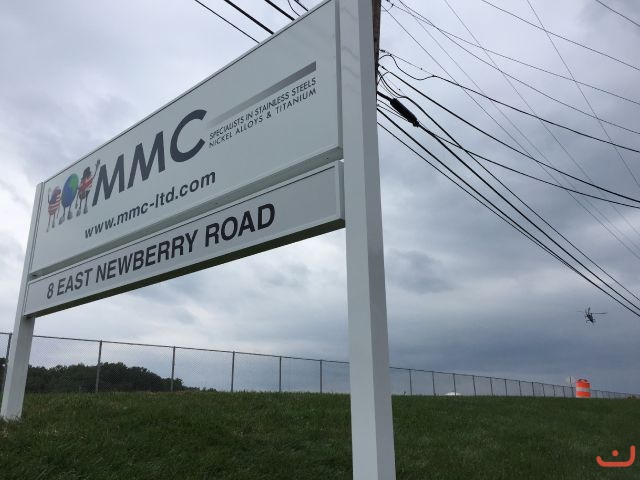 MMC
SPECIALISTS IN STAINLESS STEELS
NICKEL ALLOYS & TITANIUM
www.mmc-ltd.com
8 EAST NEWBERRY ROAD